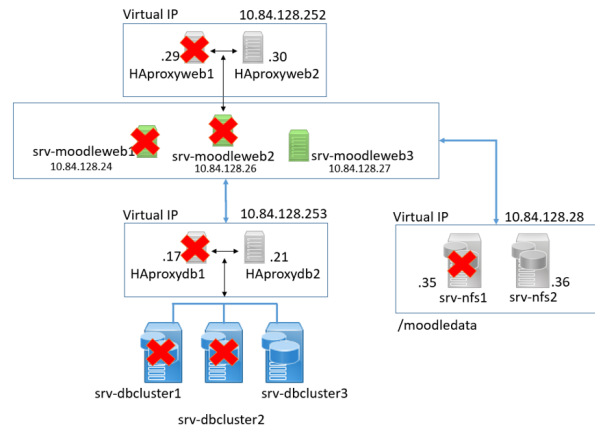 Virtual IP 10.84.128.252
.29 .30
HAproxyweb1 HAproxyweb2
srv-moodleweb1 srv-moodleweb2 srv-moodleweb3
10.84.128.24 10.84.128.26 10.84.128.27
Virtual IP 10.84.128.253
.17 .21
HAproxydb1 HAproxydb2
Virtual IP 10.84.128.28
.35 .36
srv-nfs1 srv-nfs2
/moodledata
srv-dbcluster1 srv-dbcluster3
srv-dbcluster2